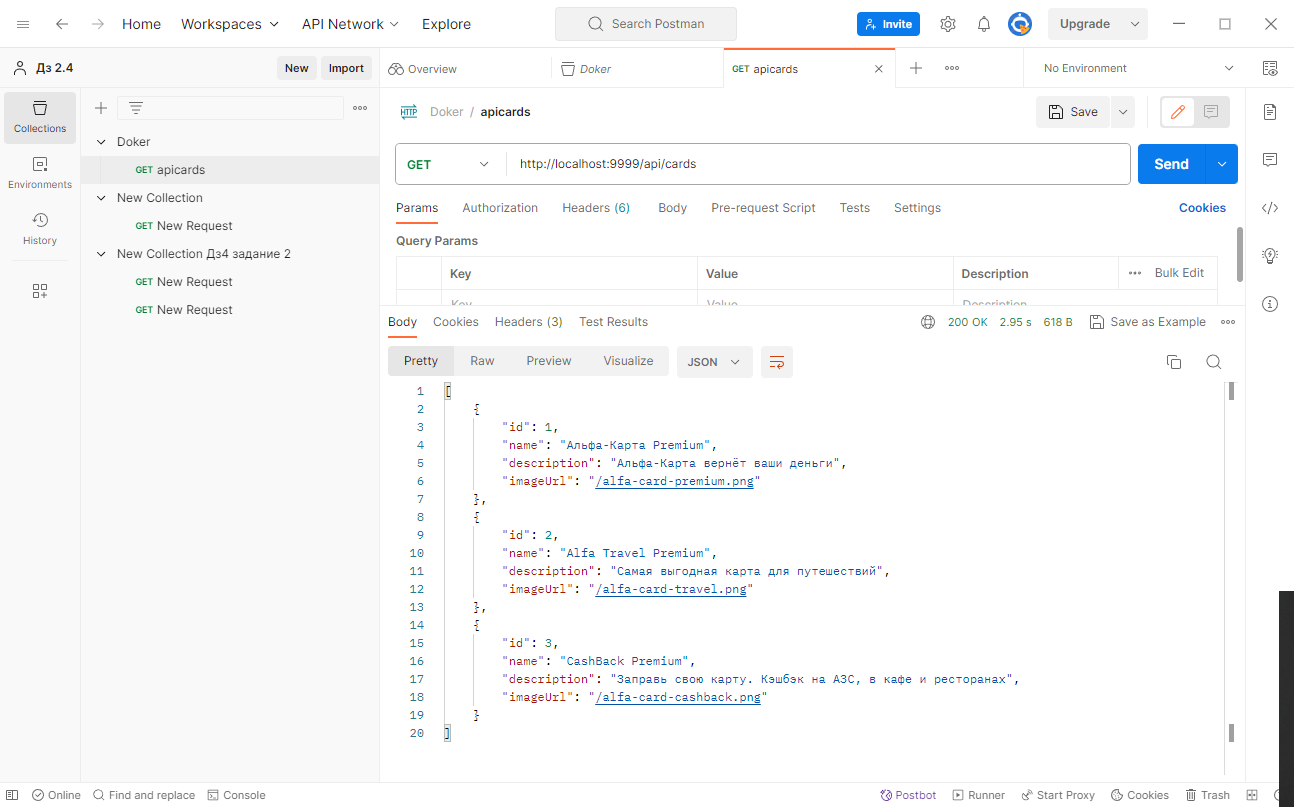 Home Workspaces API Network Explore Search Postman Invite Upgrade
Дз 2.4 New Import Overview Doker GET apicards No Environment
Collections
Environments
History
Doker
GET apicards
New Collection
GET New Request
New Collection Дз4 задание 2
GET New Request
GET New Request
HTTP Doker / apicards Save
GET http://localhost:9999/api/cards Send
Params Authorization Headers (6) Body Pre-request Script Tests Settings Cookies
Query Params
Key Value Description Bulk Edit
Key Value Description
Body Cookies Headers (3) Test Results 200 OK 2.95 s 618 B Save as Example
Pretty Raw Preview Visualize JSON
1 [
2 {
3 "id": 1,
4 "name": "Альфа-Карта Premium",
5 "description": "Альфа-Карта вернёт ваши деньги",
6 "imageUrl": "/alfa-card-premium.png"
7 },
8 {
9 "id": 2,
10 "name": "Alfa Travel Premium",
11 "description": "Самая выгодная карта для путешествий",
12 "imageUrl": "/alfa-card-travel.png"
13 },
14 {
15 "id": 3,
16 "name": "CashBack Premium",
17 "description": "Заправь свою карту. Кэшбэк на АЗС, в кафе и ресторанах",
18 "imageUrl": "/alfa-card-cashback.png"
19 }
20 ]
Online Find and replace Console Postbot Runner Start Proxy Cookies Trash